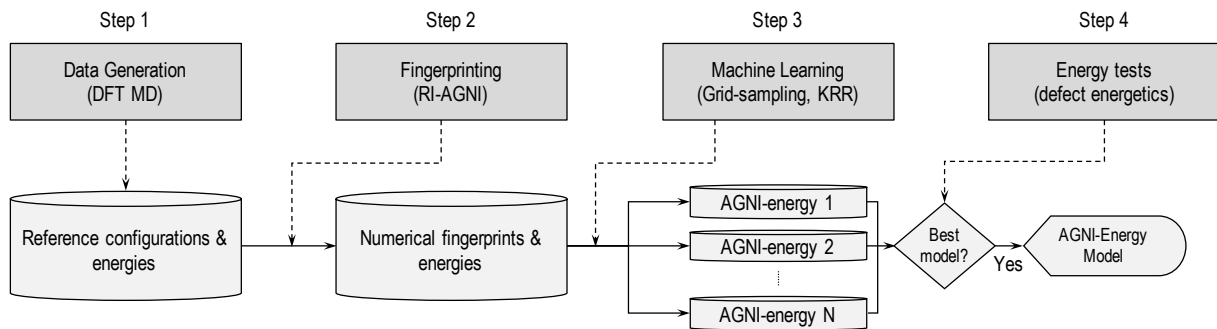 Step 1
Step 2
Step 3
Step 4
Data Generation
(DFT MD)
Fingerprinting
(RI-AGNI)
Machine Learning
(Grid-sampling, KRR)
Energy tests
(defect energetics)
Reference configurations &
energies
Numerical fingerprints &
energies
AGNI-energy 1
AGNI-energy 2
AGNI-energy N
Best
model?
Yes
AGNI-Energy
Model